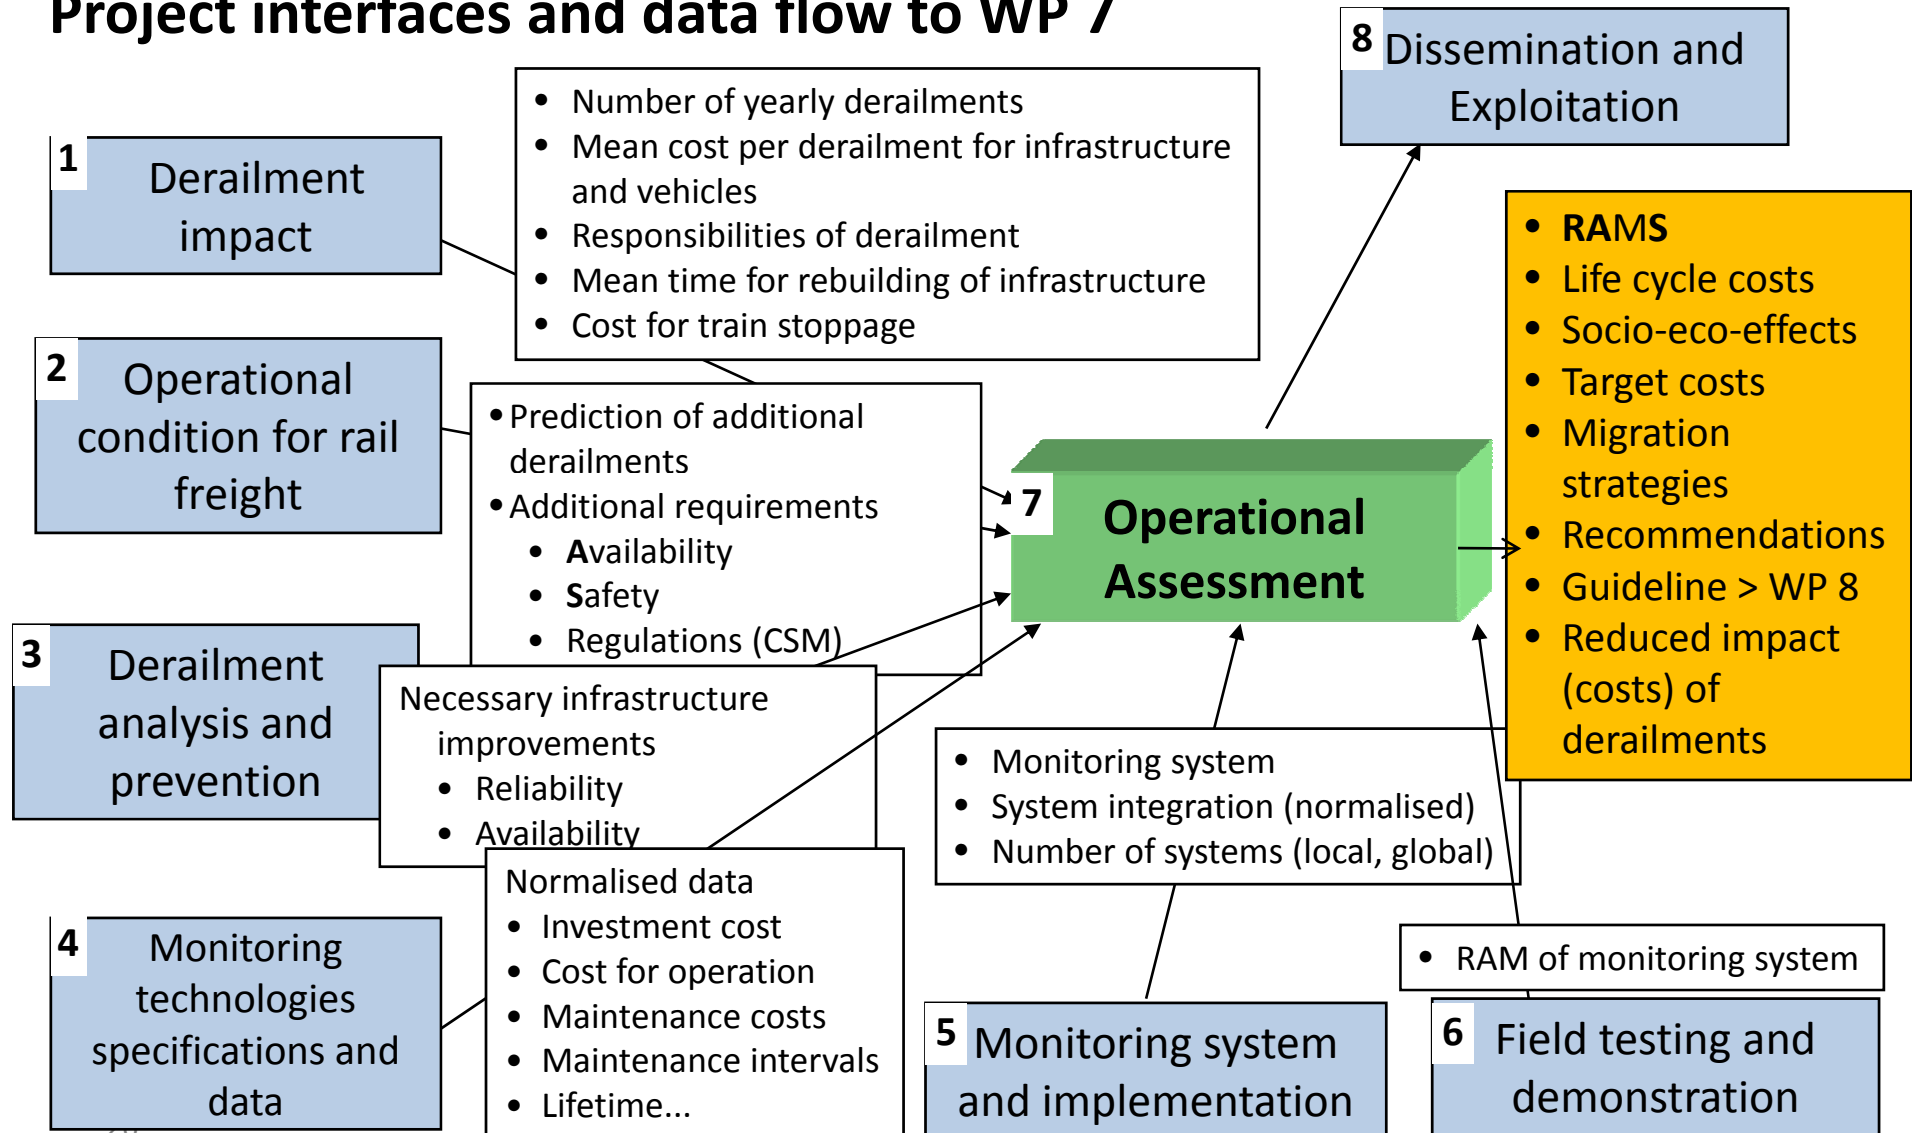 Project interfaces and data flow to WP 7
8 Dissemination and
Exploitation
• Number of yearly derailments
• Mean cost per derailment for infrastructure
and vehicles
• Responsibilities of derailment
• Mean time for rebuilding of infrastructure
• Cost for train stoppage
1 Derailment
impact
2 Operational
condition for rail
freight
• Prediction of additional
derailments
• Additional requirements
• Availability
• Safety
• Regulations (CSM)
7 Operational
Assessment
• RAMS
• Life cycle costs
• Socio-eco-effects
• Target costs
• Migration
strategies
• Recommendations
• Guideline > WP 8
• Reduced impact
(costs) of
derailments
3 Derailment
analysis and
prevention
Necessary infrastructure
improvements
• Reliability
• Availability
• Monitoring system
• System integration (normalised)
• Number of systems (local, global)
4 Monitoring
technologies
specifications and
data
Normalised data
• Investment cost
• Cost for operation
• Maintenance costs
• Maintenance intervals
• Lifetime...
• RAM of monitoring system
5 Monitoring system
and implementation
6 Field testing and
demonstration